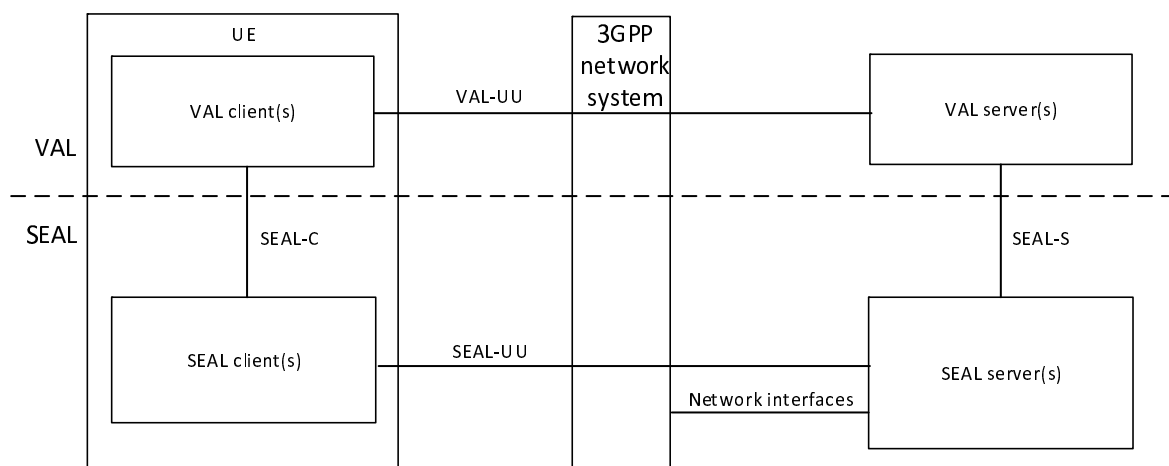 UE
3GPP
network
system
VAL client(s)
VAL-UU
VAL server(s)
VAL
SEAL
SEAL-C
SEAL-S
SEAL client(s)
SEAL-UU
SEAL server(s)
Network interfaces